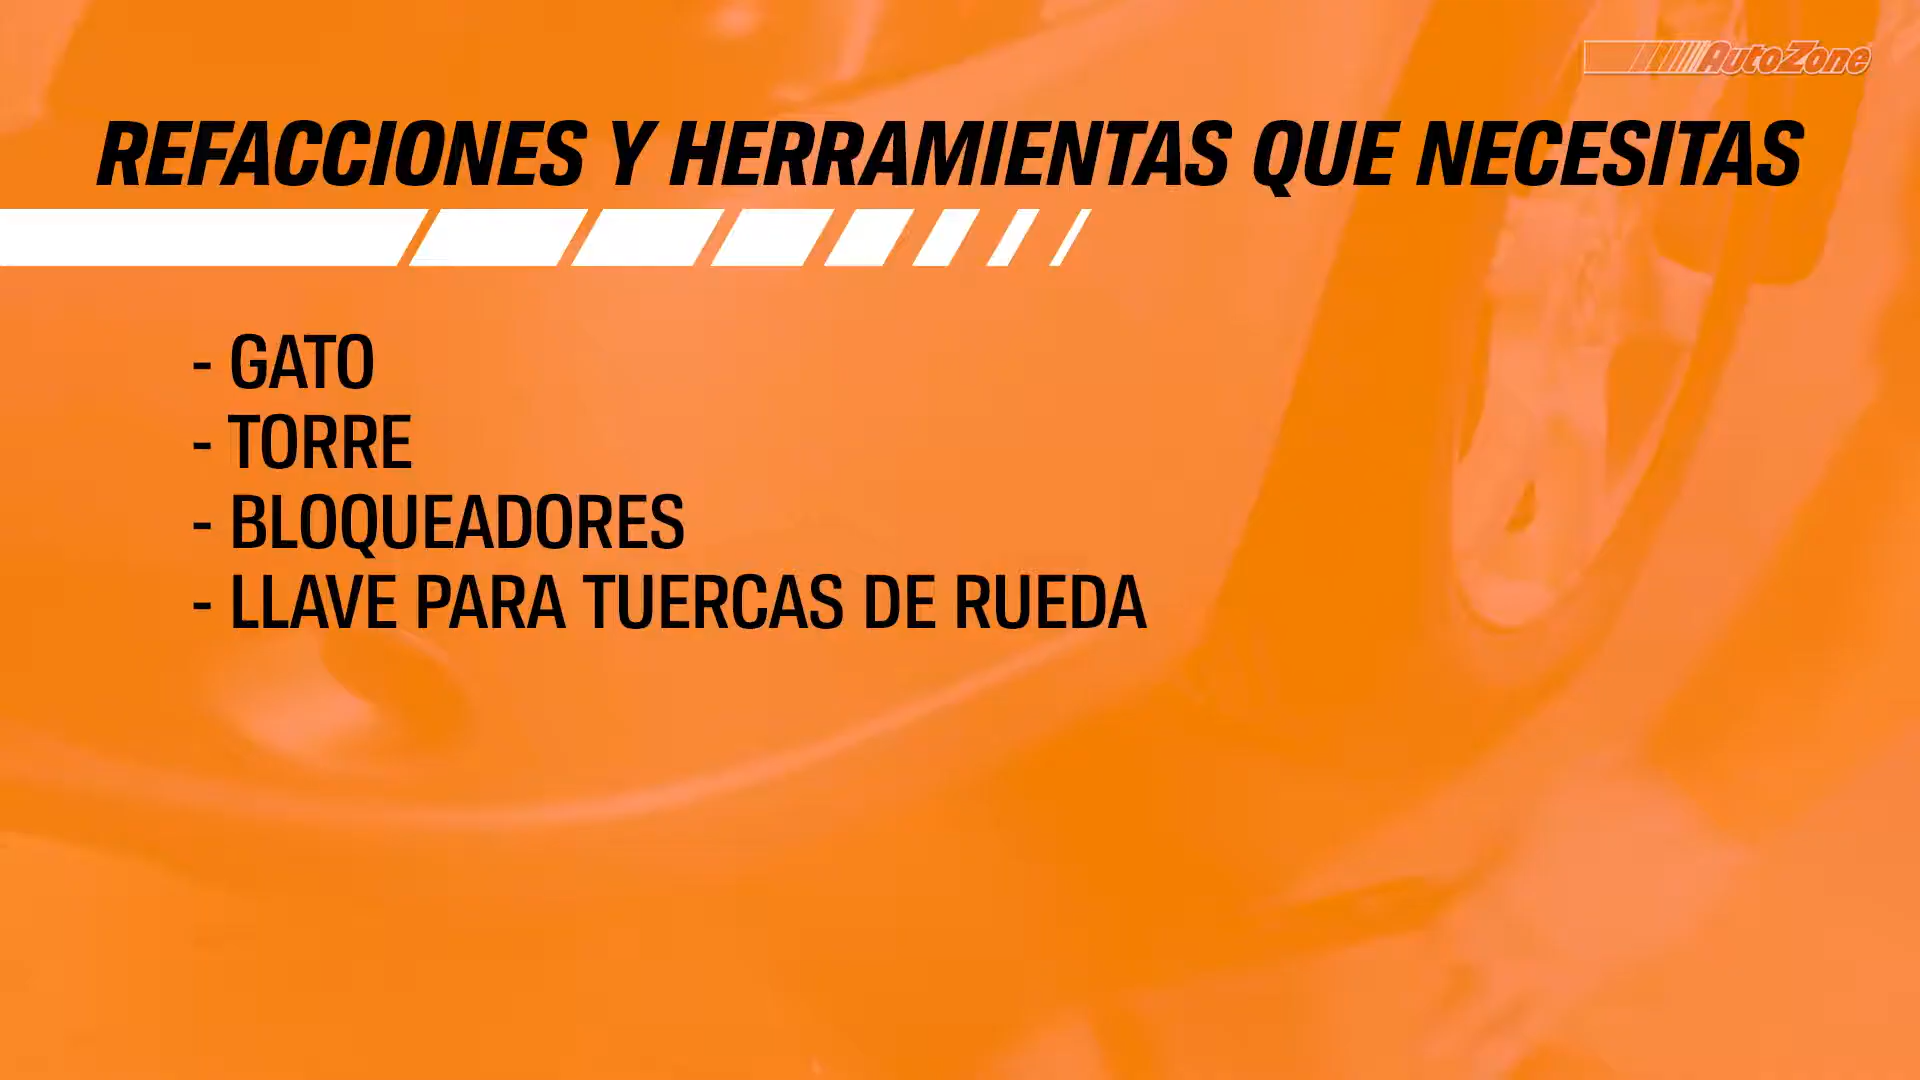 AutoZone
REFACCIONES Y HERRAMIENTAS QUE NECESITAS
- GATO
- TORRE
- BLOQUEADORES
- LLAVE PARA TUERCAS DE RUEDA